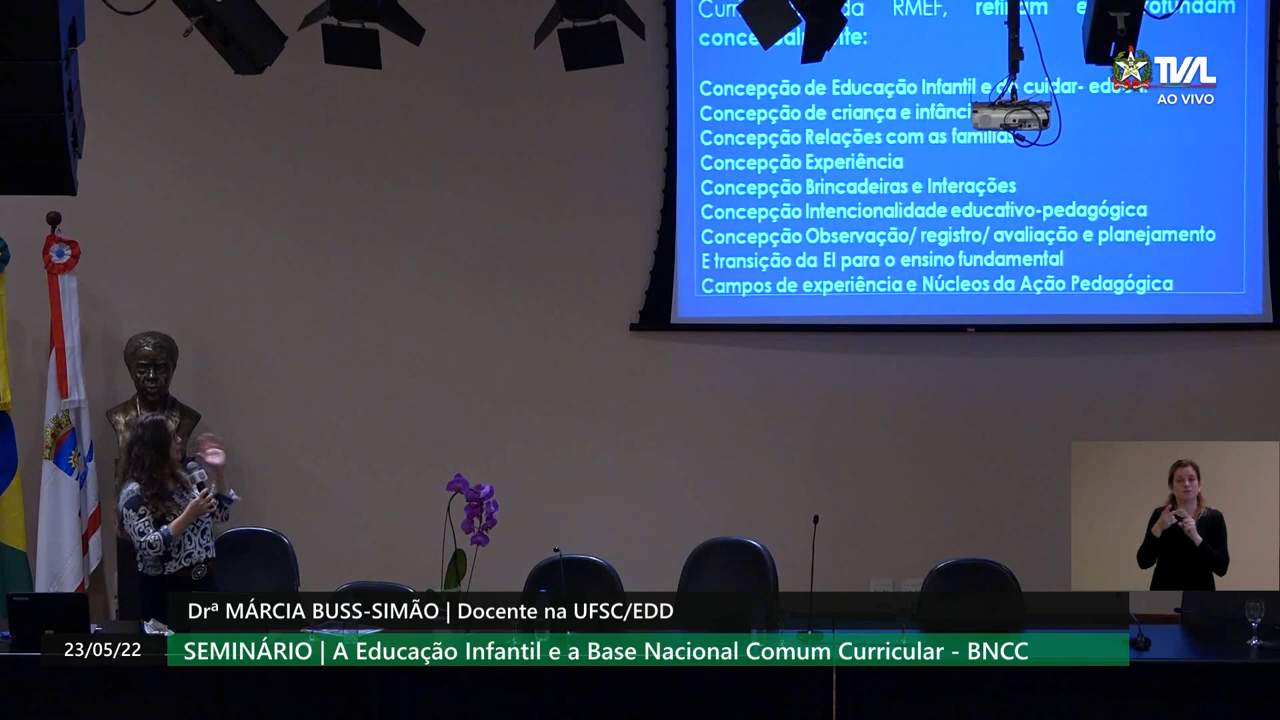 da RMEF,
Concepção de Educação Infantil e cuidar-
Concepção de criança e
Concepção Relações com as famílias
Concepção Experiência
Concepção Brincadeiras e Interações
Concepção Intencionalidade educativo-pedagógica
Concepção Observação/ registro/ avaliação e planejamento
E transição da EI para o ensino fundamental
Campos de experiência e Núcleos da Ação Pedagógica
TVAL
AO VIVO
Drª MÁRCIA BUSS-SIMÃO | Docente na UFSC/EDD
23/05/22
SEMINÁRIO | A Educação Infantil e a Base Nacional Comum Curricular - BNCC